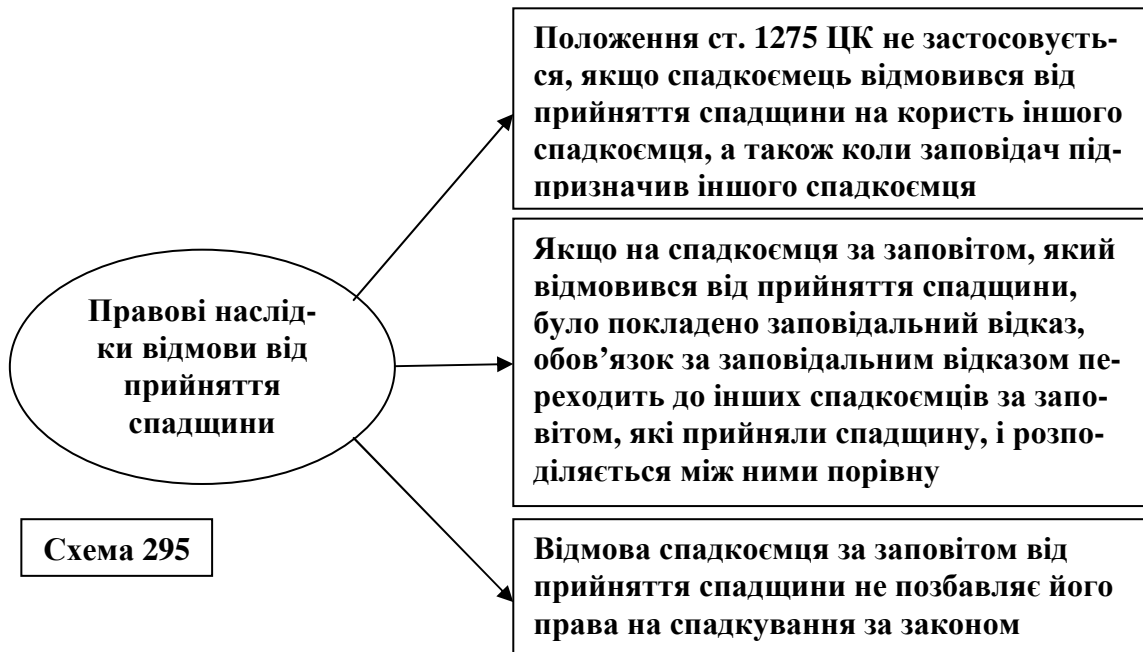 Положення ст. 1275 ЦК не застосовуєть-
ся, якщо спадкоємець відмовився від
прийняття спадщини на користь іншого
спадкоємця, а також коли заповідач під-
призначив іншого спадкоємця
Правові наслід-
ки відмови від
прийняття
спадщини
Якщо на спадкоємця за заповітом, який
відмовився від прийняття спадщини,
було покладено заповідальний відказ,
обов’язок за заповідальним відказом пе-
реходить до інших спадкоємців за запо-
вітом, які прийняли спадщину, і розпо-
діляється між ними порівну
Схема 295
Відмова спадкоємця за заповітом від
прийняття спадщини не позбавляє його
права на спадкування за законом